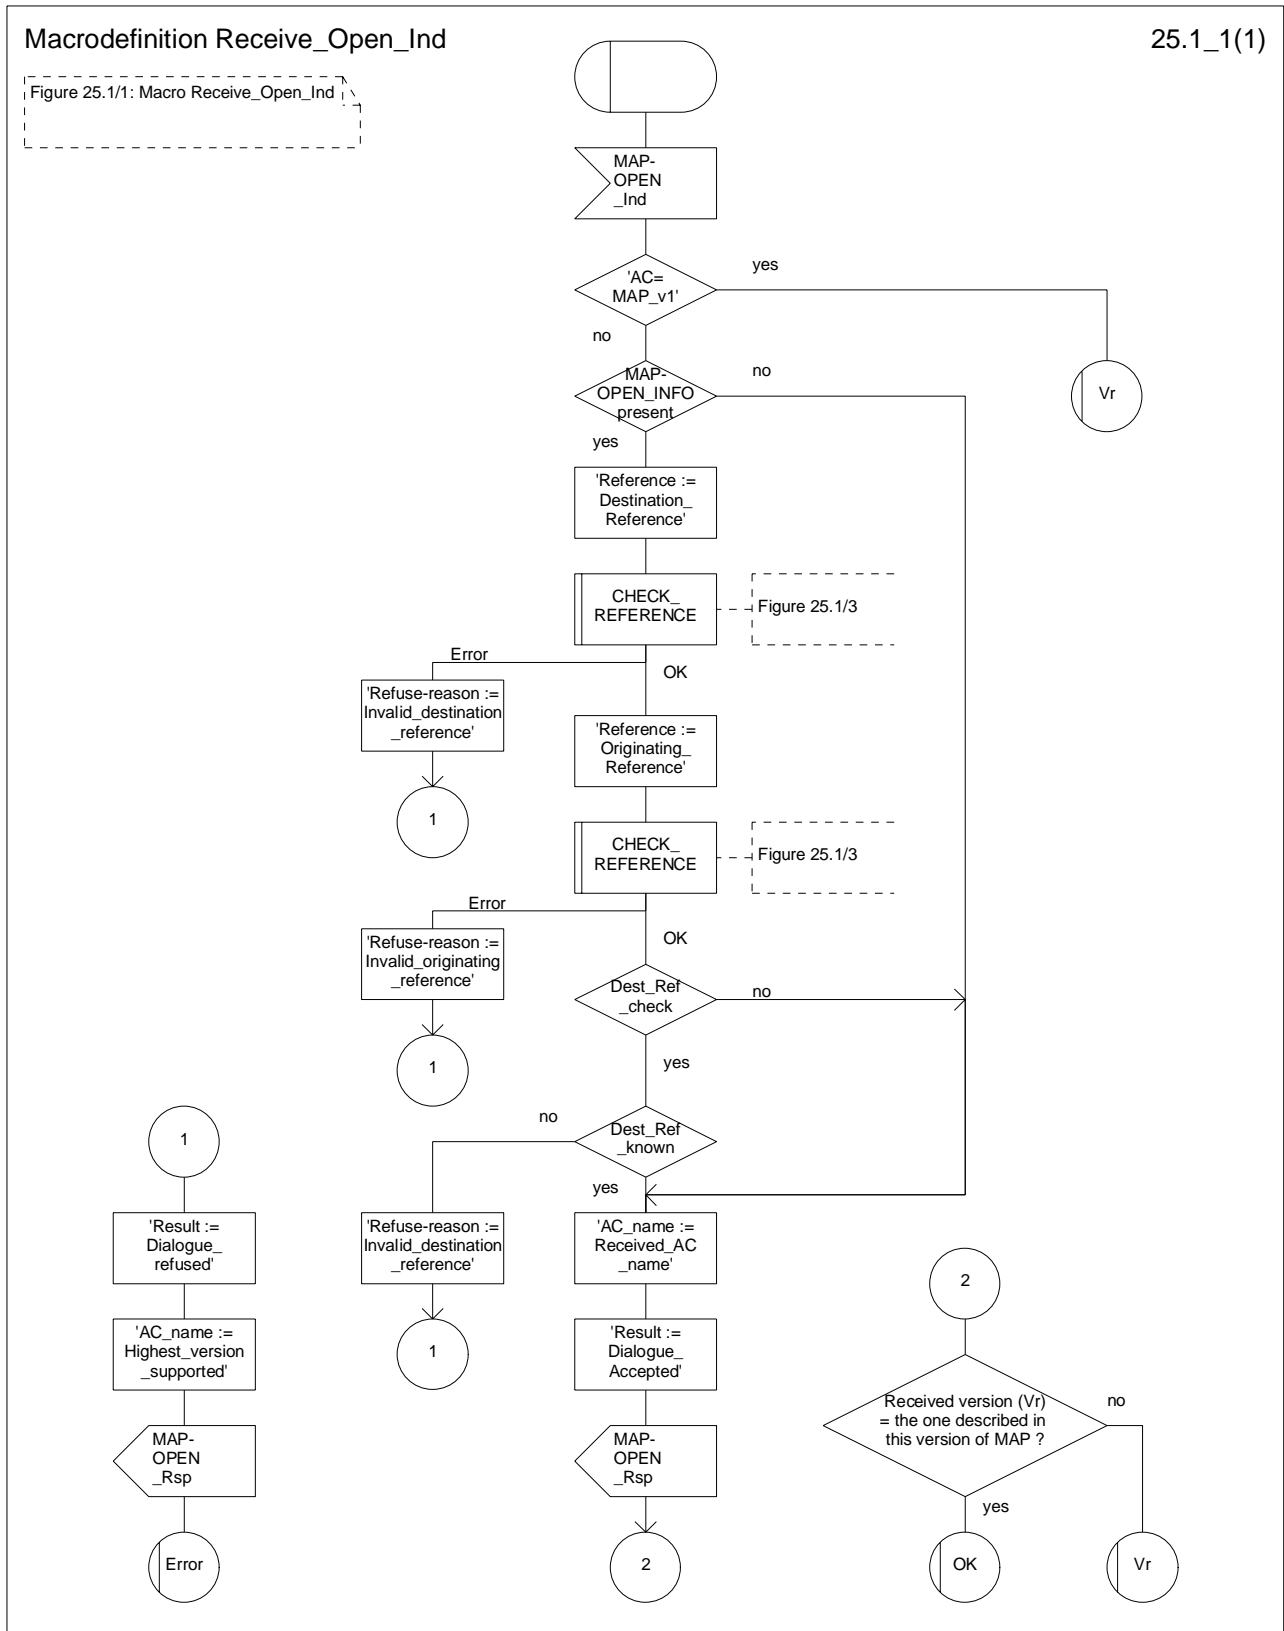 Macrodefinition Receive_Open_Ind
25.1_1(1)
Figure 25.1/1: Macro Receive_Open_Ind
MAP-
OPEN
_Ind
'AC=
MAP_v1'
yes
no
Vr
MAP-
OPEN_INFO
present
no
yes
'Reference :=
Destination_
Reference'
CHECK_
REFERENCE
Figure 25.1/3
Error
OK
'Refuse-reason :=
Invalid_destination
_reference'
1
'Reference :=
Originating_
Reference'
CHECK_
REFERENCE
Figure 25.1/3
Error
OK
'Refuse-reason :=
Invalid_originating
_reference'
1
Dest_Ref
_check
no
yes
Dest_Ref
_known
no
yes
'Refuse-reason :=
Invalid_destination
_reference'
1
'AC_name :=
Received_AC
_name'
'Result :=
Dialogue_
Accepted'
MAP-
OPEN
_Rsp
2
1
'Result :=
Dialogue_
refused'
'AC_name :=
Highest_version
_supported'
MAP-
OPEN
_Rsp
Error
2
Received version (Vr)
= the one described in
this version of MAP ?
no
yes
OK
Vr